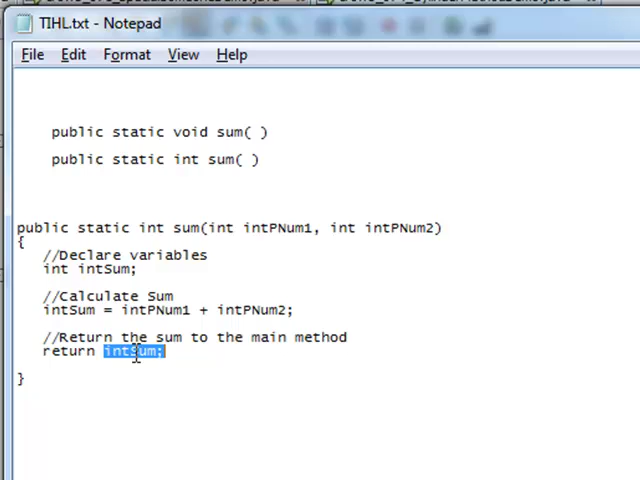 TIHL.txt - Notepad
File Edit Format View Help
public static void sum( )
public static int sum( )
public static int sum(int intPNum1, int intPNum2)
{
//Declare variables
int intSum;
//Calculate Sum
intSum = intPNum1 + intPNum2;
//Return the sum to the main method
return intSum;
}